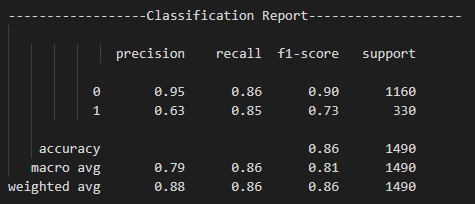 ------------------Classification Report--------------------
precision recall f1-score support
0 0.95 0.86 0.90 1160
1 0.63 0.85 0.73 330
accuracy 0.86 1490
macro avg 0.79 0.86 0.81 1490
weighted avg 0.88 0.86 0.86 1490